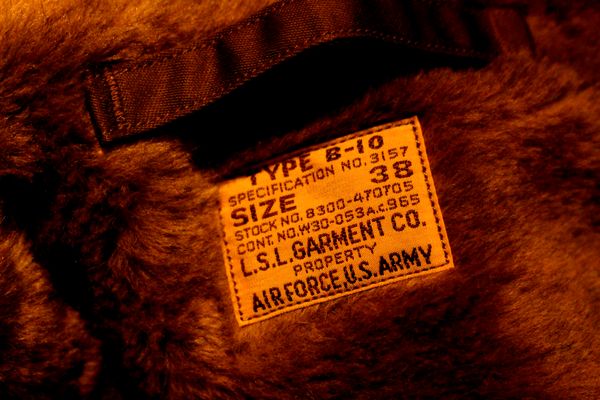 TYPE B-10
SPECIFICATION NO. 3157
SIZE 38
STOCK NO. 8300-470705
CONT. NO. W30-053A.C.965
L.S.L. GARMENT CO.
PROPERTY
AIR FORCE, U.S. ARMY